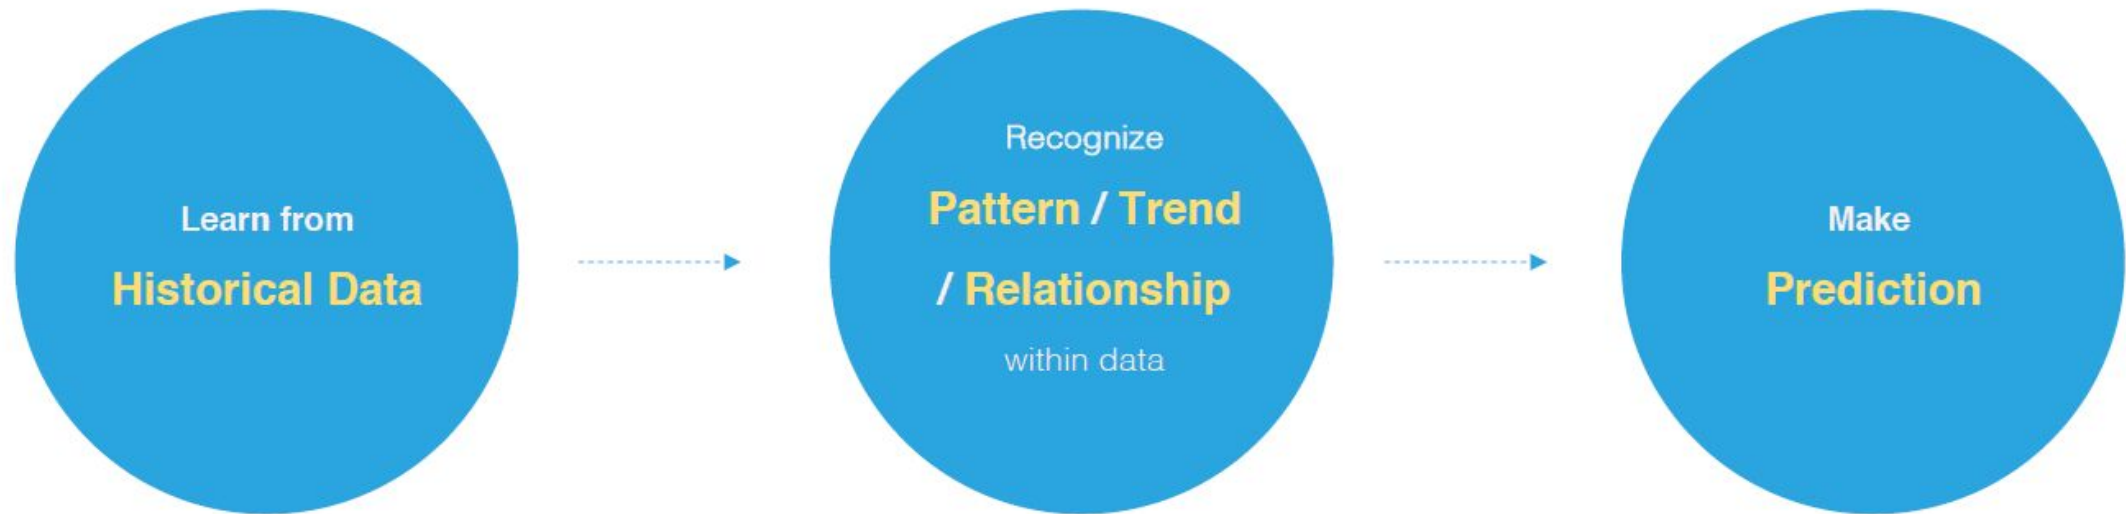 Learn from
Historical Data
Recognize
Pattern / Trend
/ Relationship
within data
Make
Prediction